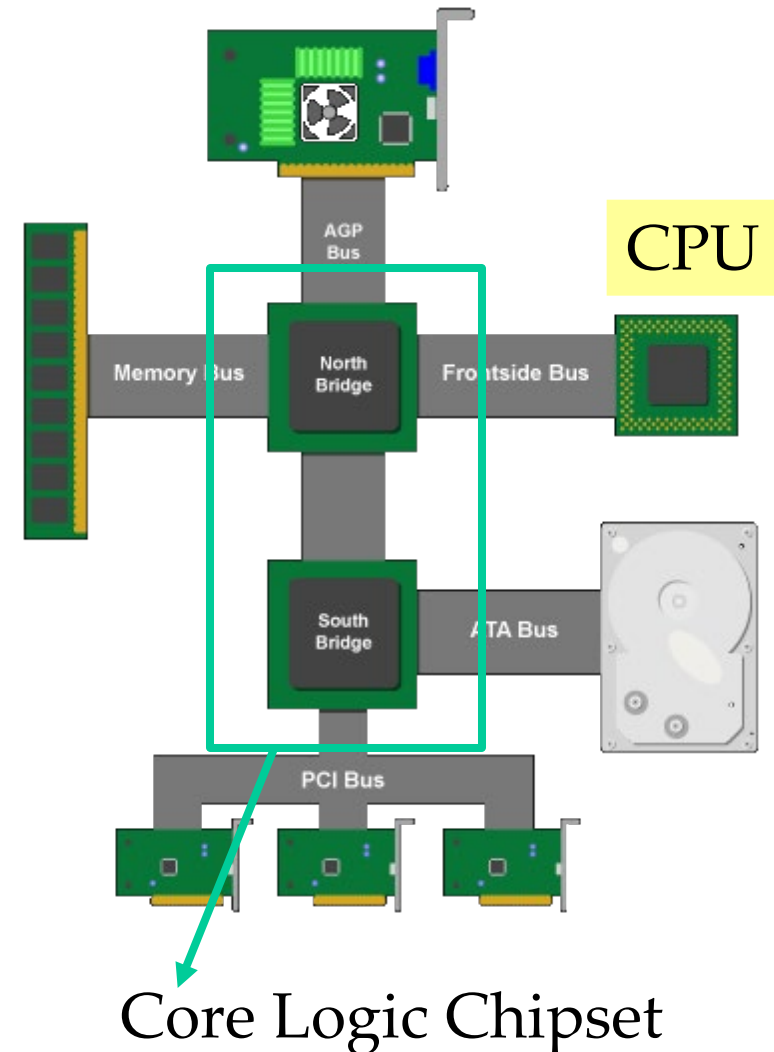 AGP
Bus
CPU
Memory Bus
North
Bridge
Frontside Bus
South
Bridge
ATA Bus
PCI Bus
Core Logic Chipset